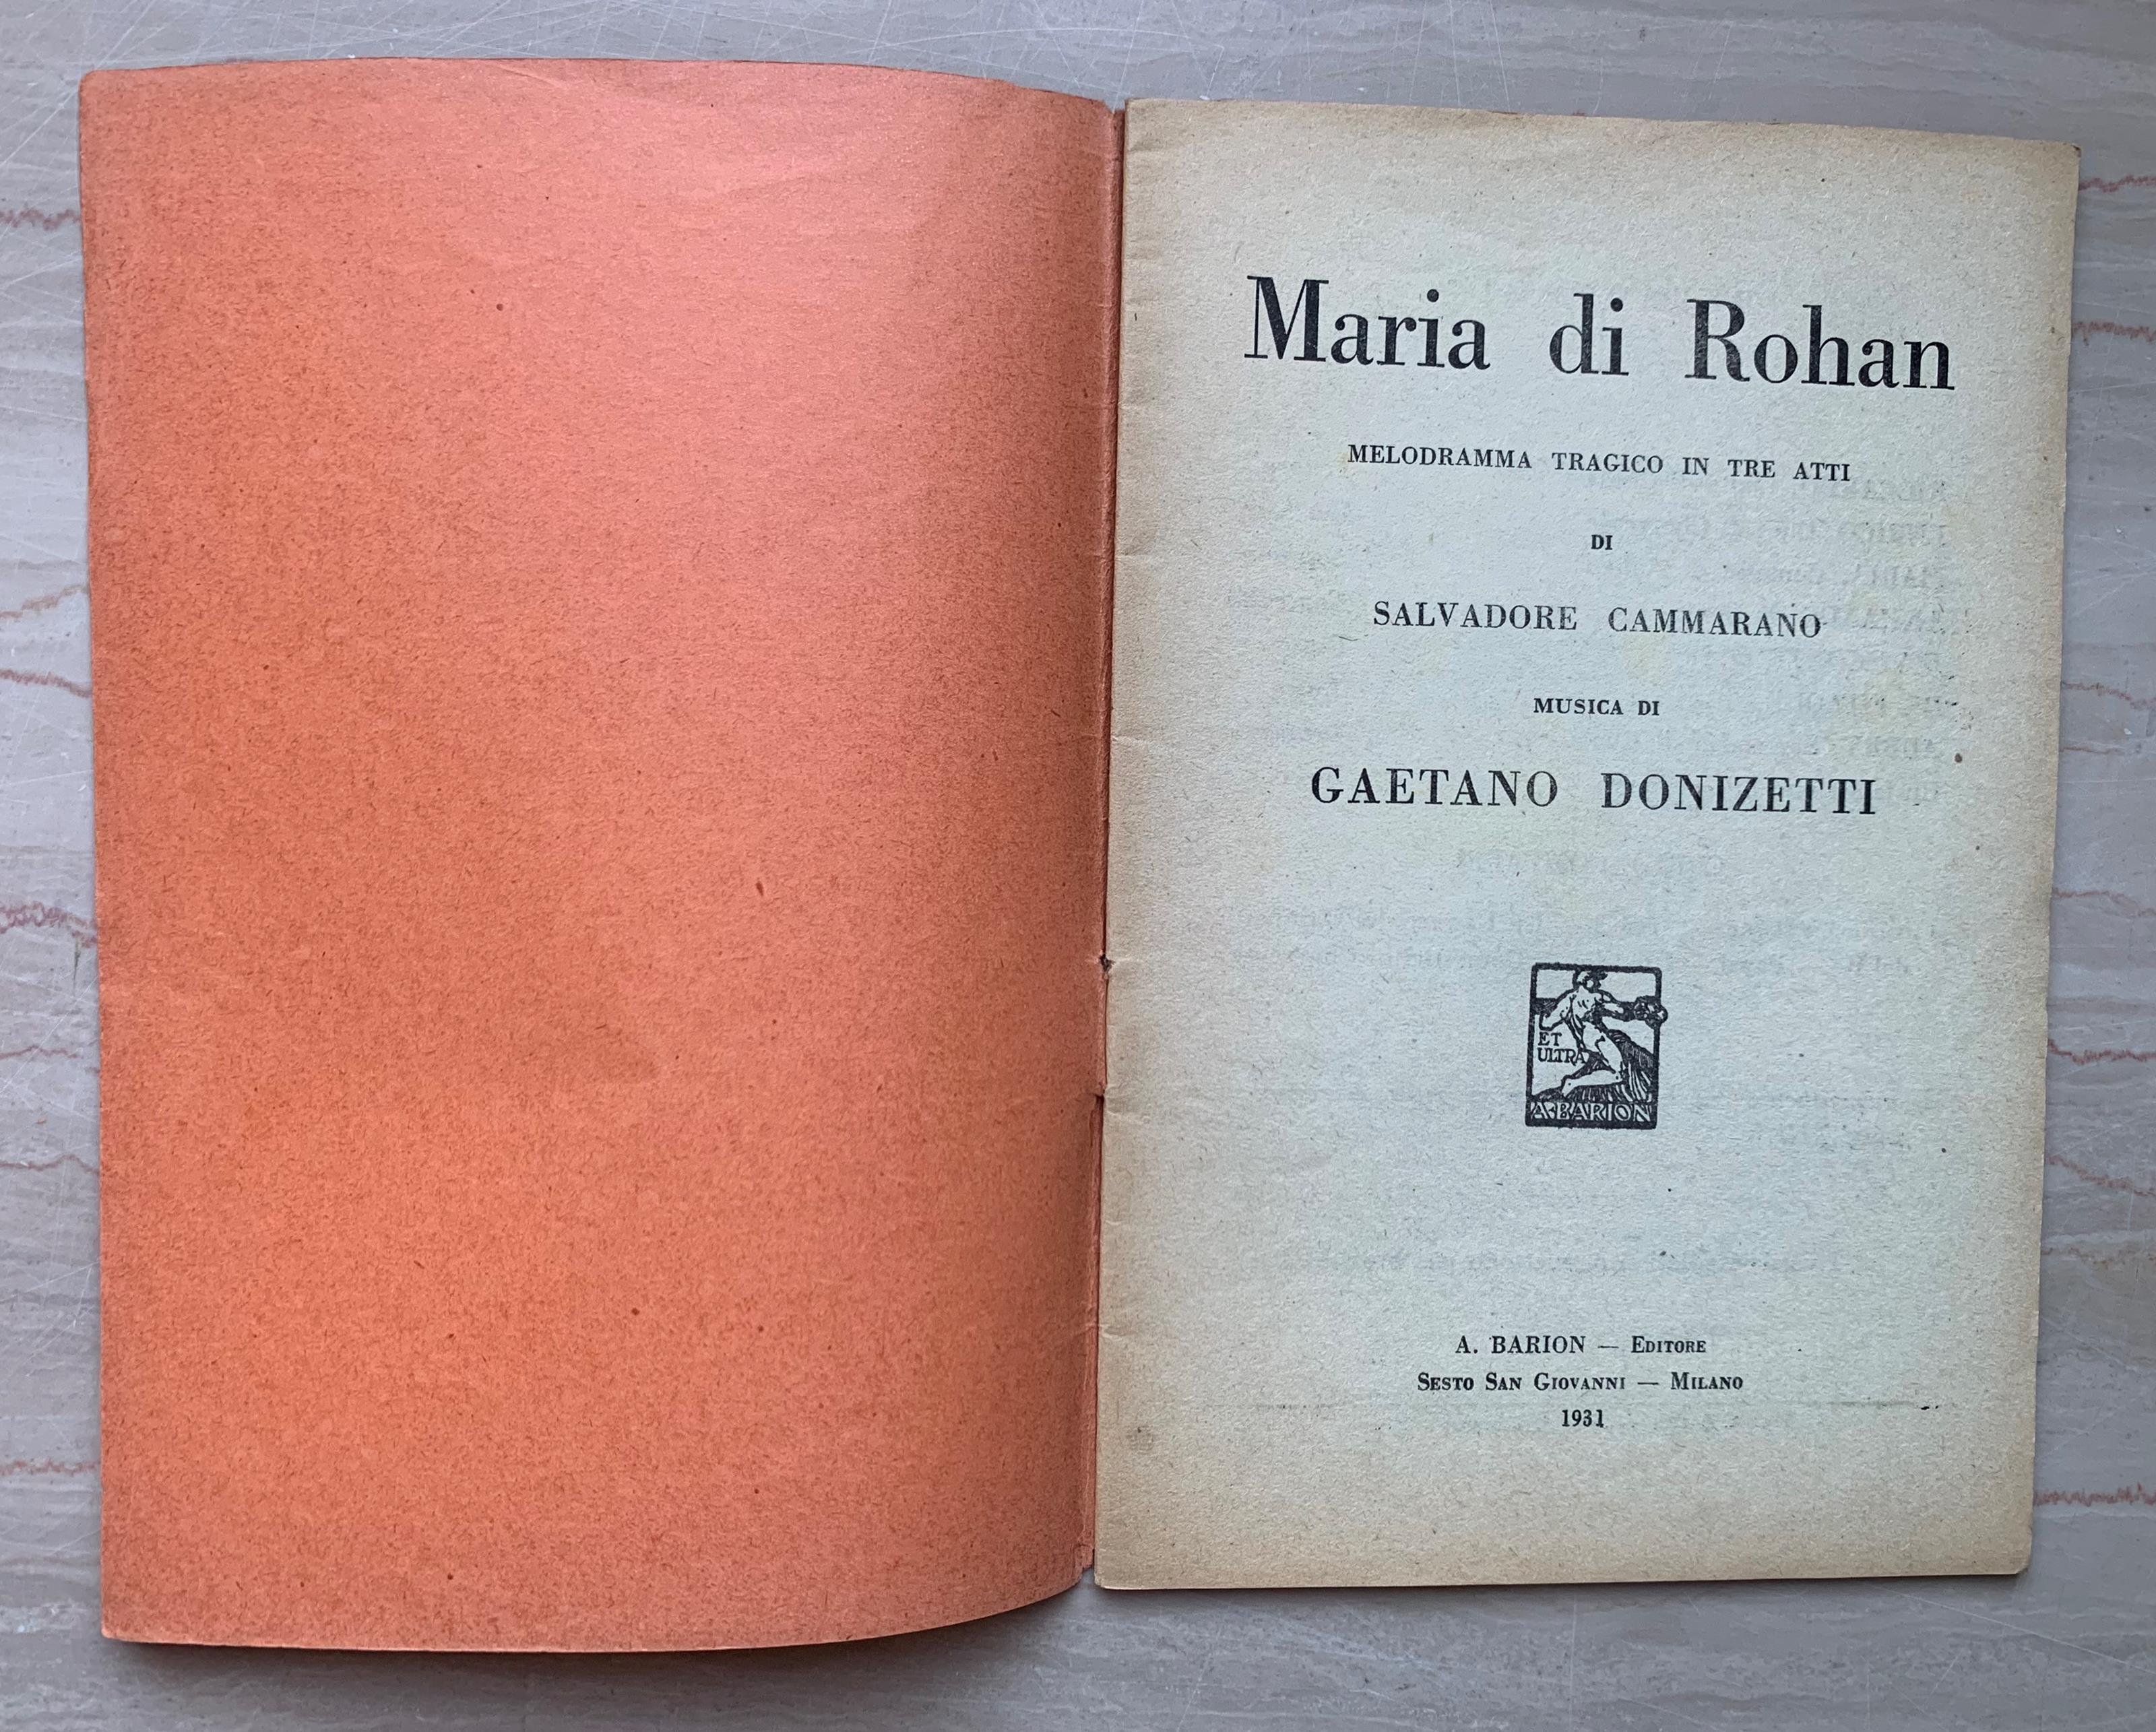 Maria di Rohan
MELODRAMMA TRAGICO IN TRE ATTI
DI
SALVADORE CAMMARANO
MUSICA DI
GAETANO DONIZETTI
ET
ULTRA
A·BARION
A. BARION — EDITORE
SESTO SAN GIOVANNI — MILANO
1931